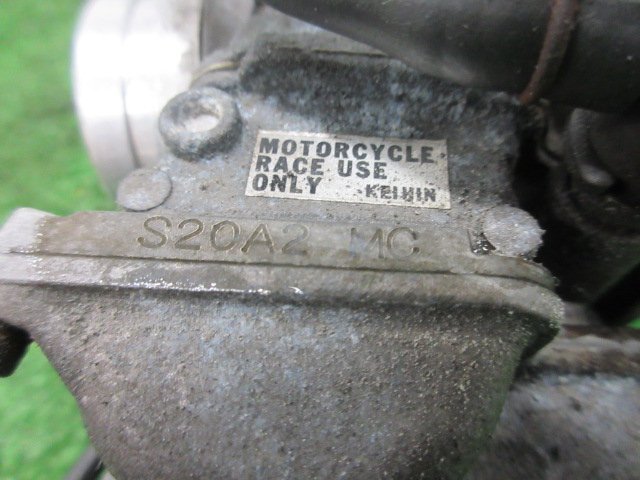 MOTORCYCLE
RACE USE
ONLY KEIHIN
S20A2 MC